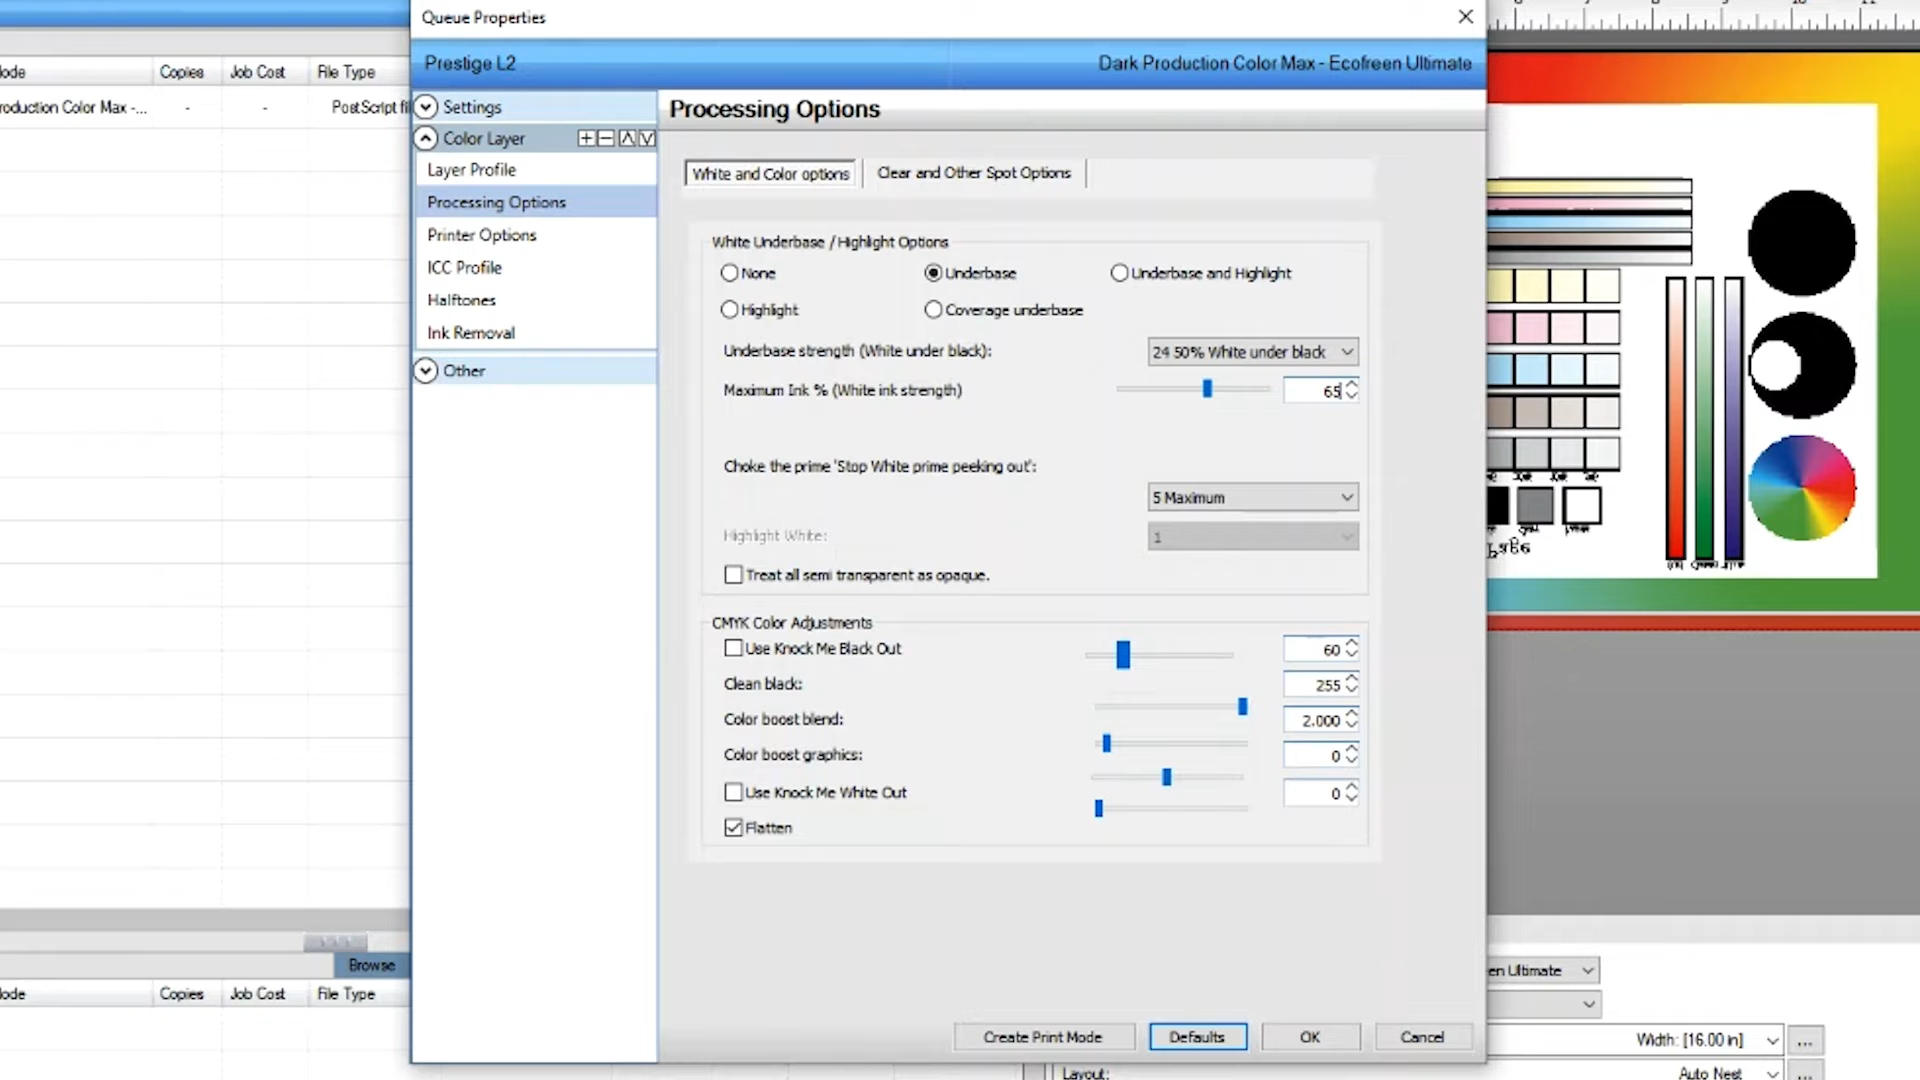 Queue Properties
Prestige L2
Dark Production Color Max - Ecofreen Ultimate
ode Copies Job Cost File Type
roduction Color Max -... - - PostScript fil
Settings
Color Layer
Layer Profile
Processing Options
Printer Options
ICC Profile
Halftones
Ink Removal
Other
Processing Options
White and Color options
Clear and Other Spot Options
White Underbase / Highlight Options
None
Underbase
Underbase and Highlight
Highlight
Coverage underbase
Underbase strength (White under black):
24 50% White under black
Maximum Ink % (White ink strength)
65
Choke the prime 'Stop White prime peeking out':
5 Maximum
Highlight White:
1
Treat all semi transparent as opaque.
CMYK Color Adjustments
Use Knock Me Black Out
60
Clean black:
255
Color boost blend:
2.000
Color boost graphics:
0
Use Knock Me White Out
0
Flatten
Create Print Mode
Defaults
OK
Cancel
Browse
ode Copies Job Cost File Type
Page
en Ultimate
Width: [16.00 in]
...
Layout:
Auto Nest
...